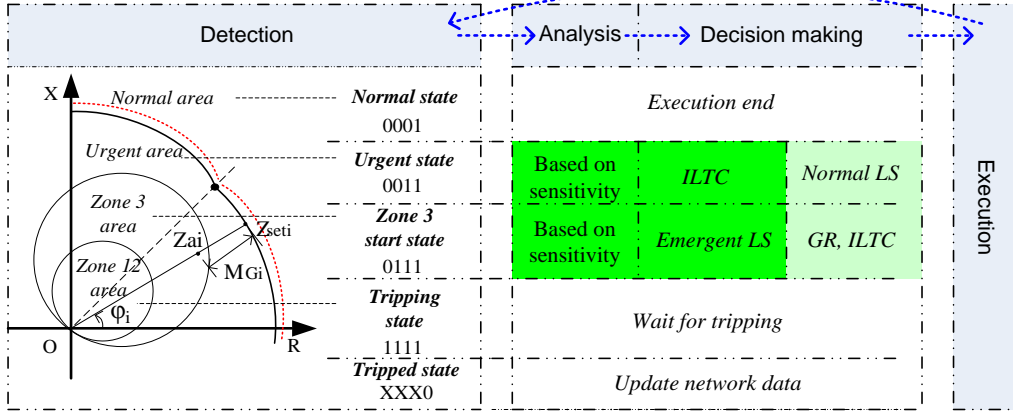 Detection
Analysis
Decision making
Execution
X
Normal area
Urgent area
Zone 3
area
Zai
Zseti
Zone 12
area
MGi
φi
O
R
Normal state
0001
Execution end
Urgent state
0011
Based on
sensitivity
ILTC
Normal LS
Zone 3
start state
0111
Based on
sensitivity
Emergent LS
GR, ILTC
Tripping
state
1111
Wait for tripping
Tripped state
XXX0
Update network data